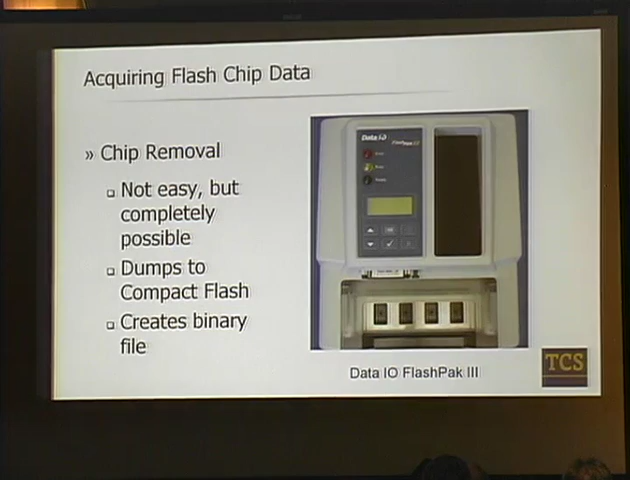 Acquiring Flash Chip Data
» Chip Removal
Not easy, but
completely
possible
Dumps to
Compact Flash
Creates binary
file
Data IO
Data IO FlashPak III
TCS